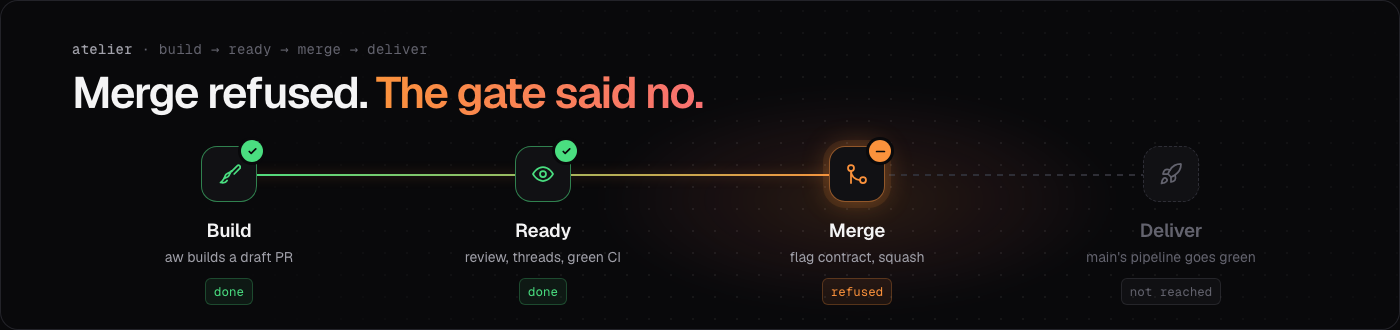 atelier · build → ready → merge → deliver
Merge refused. The gate said no.
Build
aw builds a draft PR
done
Ready
review, threads, green CI
done
Merge
flag contract, squash
refused
Deliver
main's pipeline goes green
not reached